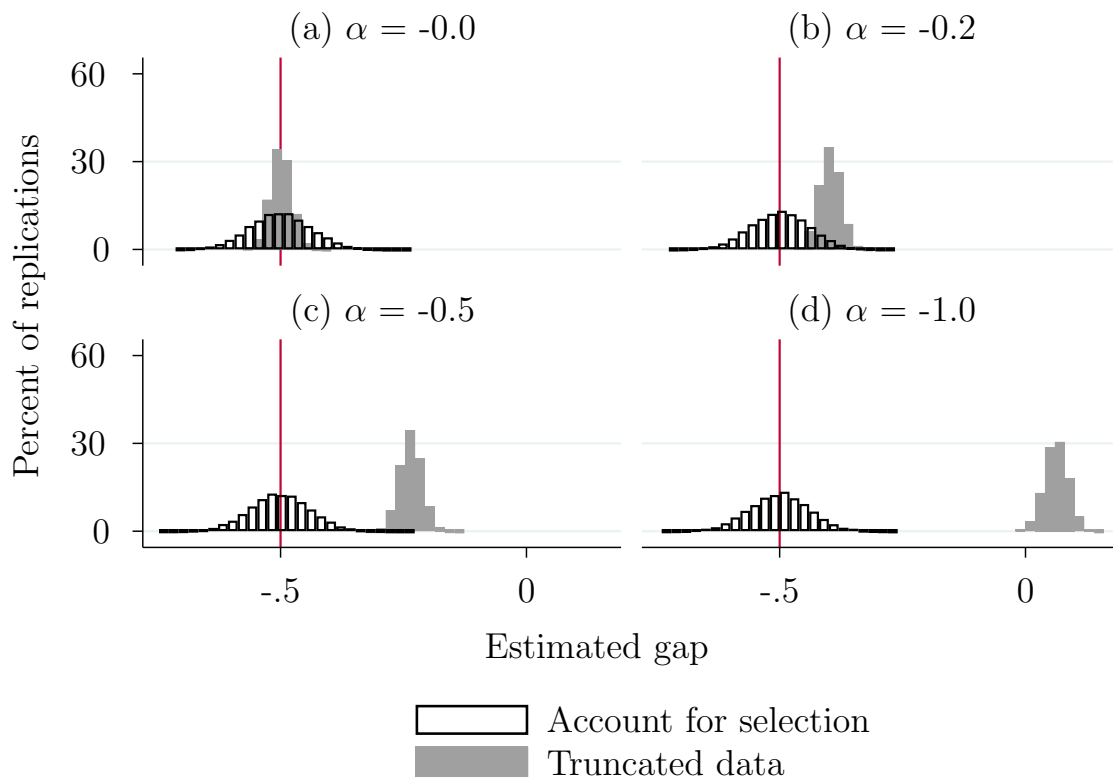 (a) α = -0.0
(b) α = -0.2
60
30
0
(c) α = -0.5
(d) α = -1.0
60
30
0
Percent of replications
-.5
0
-.5
0
Estimated gap
Account for selection
Truncated data